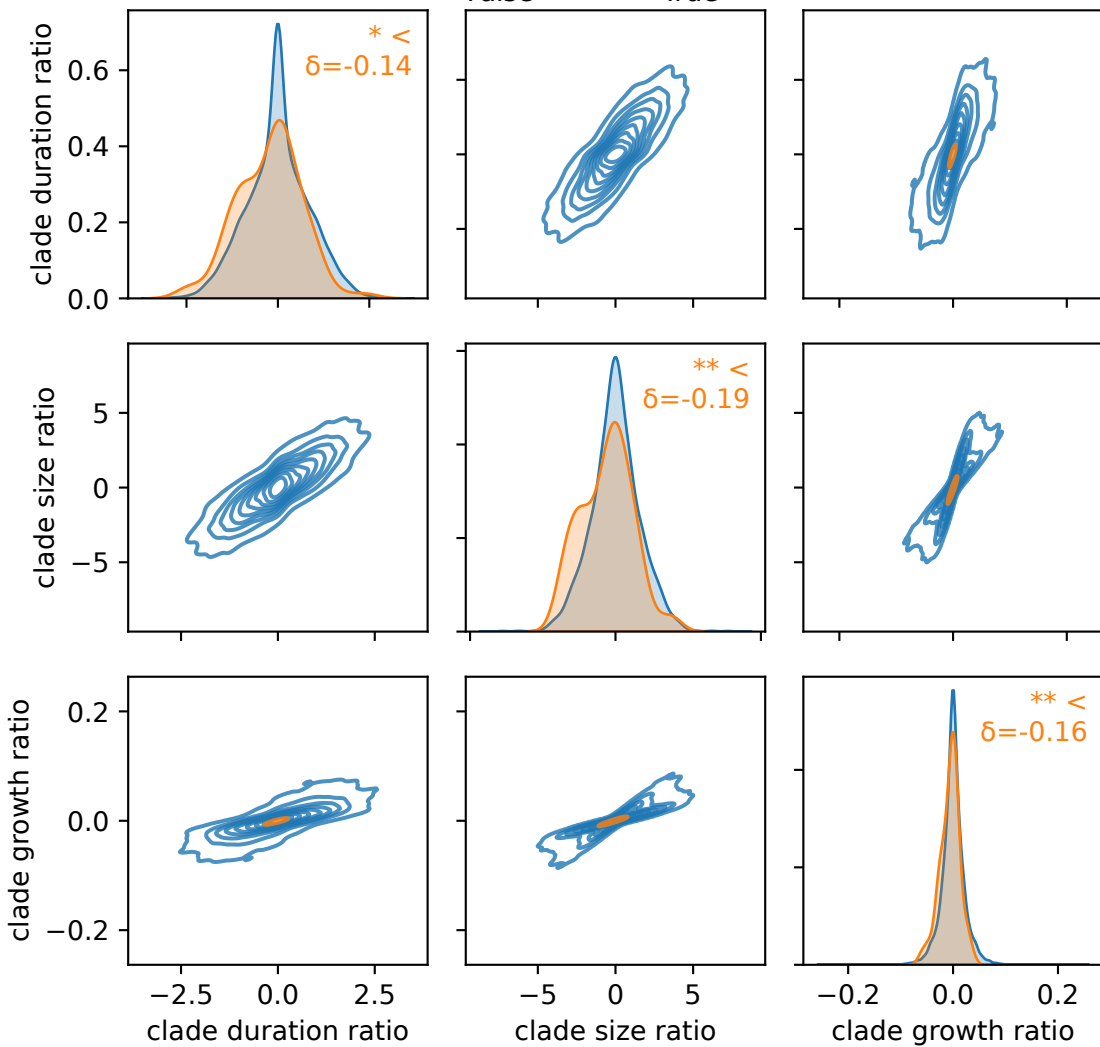 clade duration ratio
0.6
0.4
0.2
0.0
* <
δ=-0.14
clade size ratio
5
0
−5
** <
δ=-0.19
clade growth ratio
0.2
0.0
−0.2
** <
δ=-0.16
−2.5 0.0 2.5
clade duration ratio
−5 0 5
clade size ratio
−0.2 0.0 0.2
clade growth ratio